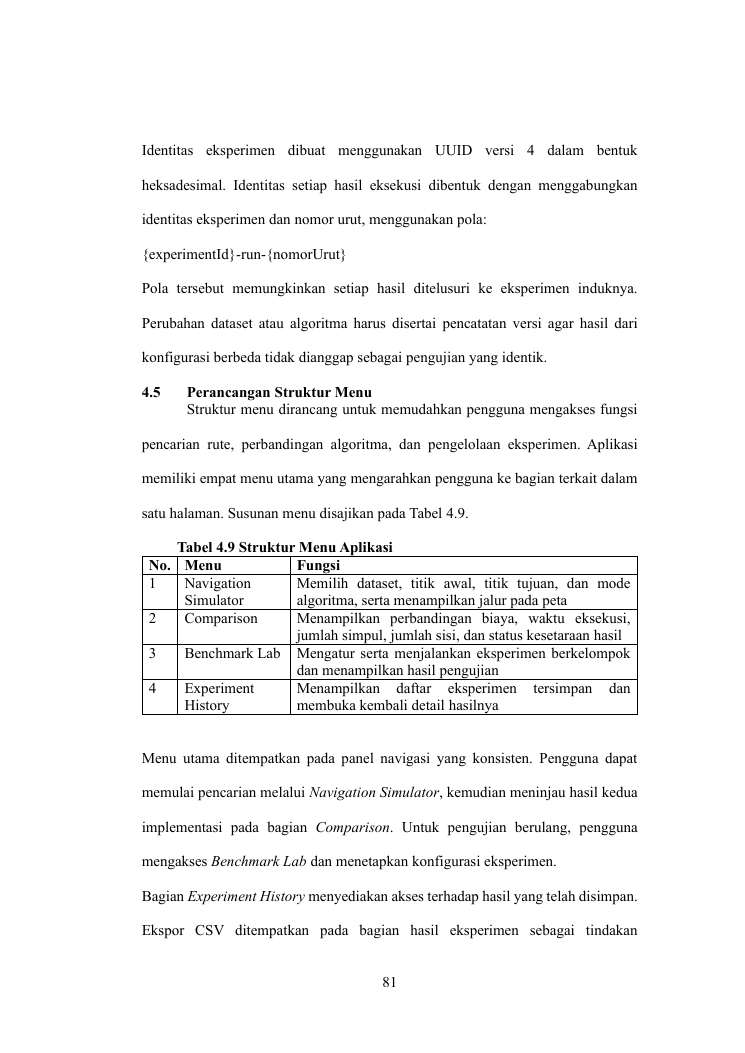 Identitas eksperimen dibuat menggunakan UUID versi 4 dalam bentuk
heksadesimal. Identitas setiap hasil eksekusi dibentuk dengan menggabungkan
identitas eksperimen dan nomor urut, menggunakan pola:
{experimentId}-run-{nomorUrut}
Pola tersebut memungkinkan setiap hasil ditelusuri ke eksperimen induknya.
Perubahan dataset atau algoritma harus disertai pencatatan versi agar hasil dari
konfigurasi berbeda tidak dianggap sebagai pengujian yang identik.
4.5 Perancangan Struktur Menu
Struktur menu dirancang untuk memudahkan pengguna mengakses fungsi
pencarian rute, perbandingan algoritma, dan pengelolaan eksperimen. Aplikasi
memiliki empat menu utama yang mengarahkan pengguna ke bagian terkait dalam
satu halaman. Susunan menu disajikan pada Tabel 4.9.
Tabel 4.9 Struktur Menu Aplikasi
No. Menu Fungsi
1 Navigation Memilih dataset, titik awal, titik tujuan, dan mode
Simulator algoritma, serta menampilkan jalur pada peta
2 Comparison Menampilkan perbandingan biaya, waktu eksekusi,
jumlah simpul, jumlah sisi, dan status kesetaraan hasil
3 Benchmark Lab Mengatur serta menjalankan eksperimen berkelompok
dan menampilkan hasil pengujian
4 Experiment Menampilkan daftar eksperimen tersimpan dan
History membuka kembali detail hasilnya
Menu utama ditempatkan pada panel navigasi yang konsisten. Pengguna dapat
memulai pencarian melalui Navigation Simulator, kemudian meninjau hasil kedua
implementasi pada bagian Comparison. Untuk pengujian berulang, pengguna
mengakses Benchmark Lab dan menetapkan konfigurasi eksperimen.
Bagian Experiment History menyediakan akses terhadap hasil yang telah disimpan.
Ekspor CSV ditempatkan pada bagian hasil eksperimen sebagai tindakan
81